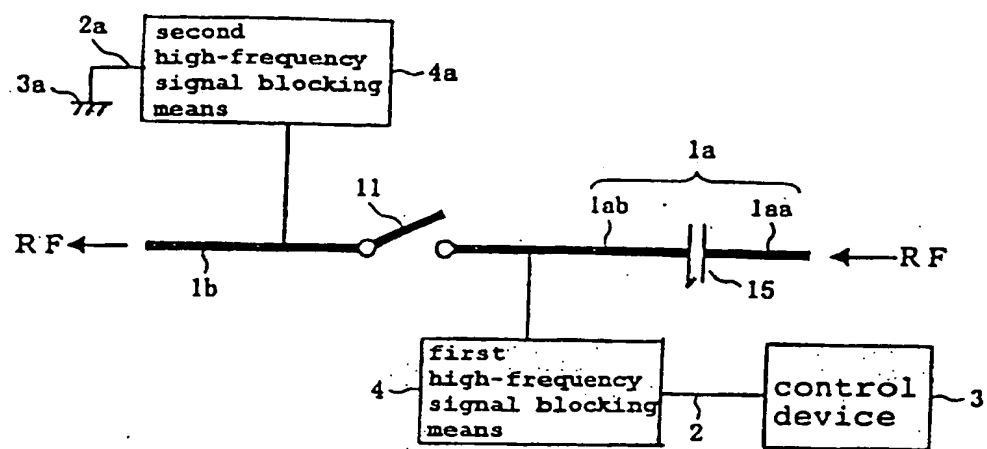 2a
second
high-frequency
signal blocking
means
3a
4a
1a
11
1ab
1aa
RF
RF
1b
15
first
high-frequency
signal blocking
means
4
2
control
device
3